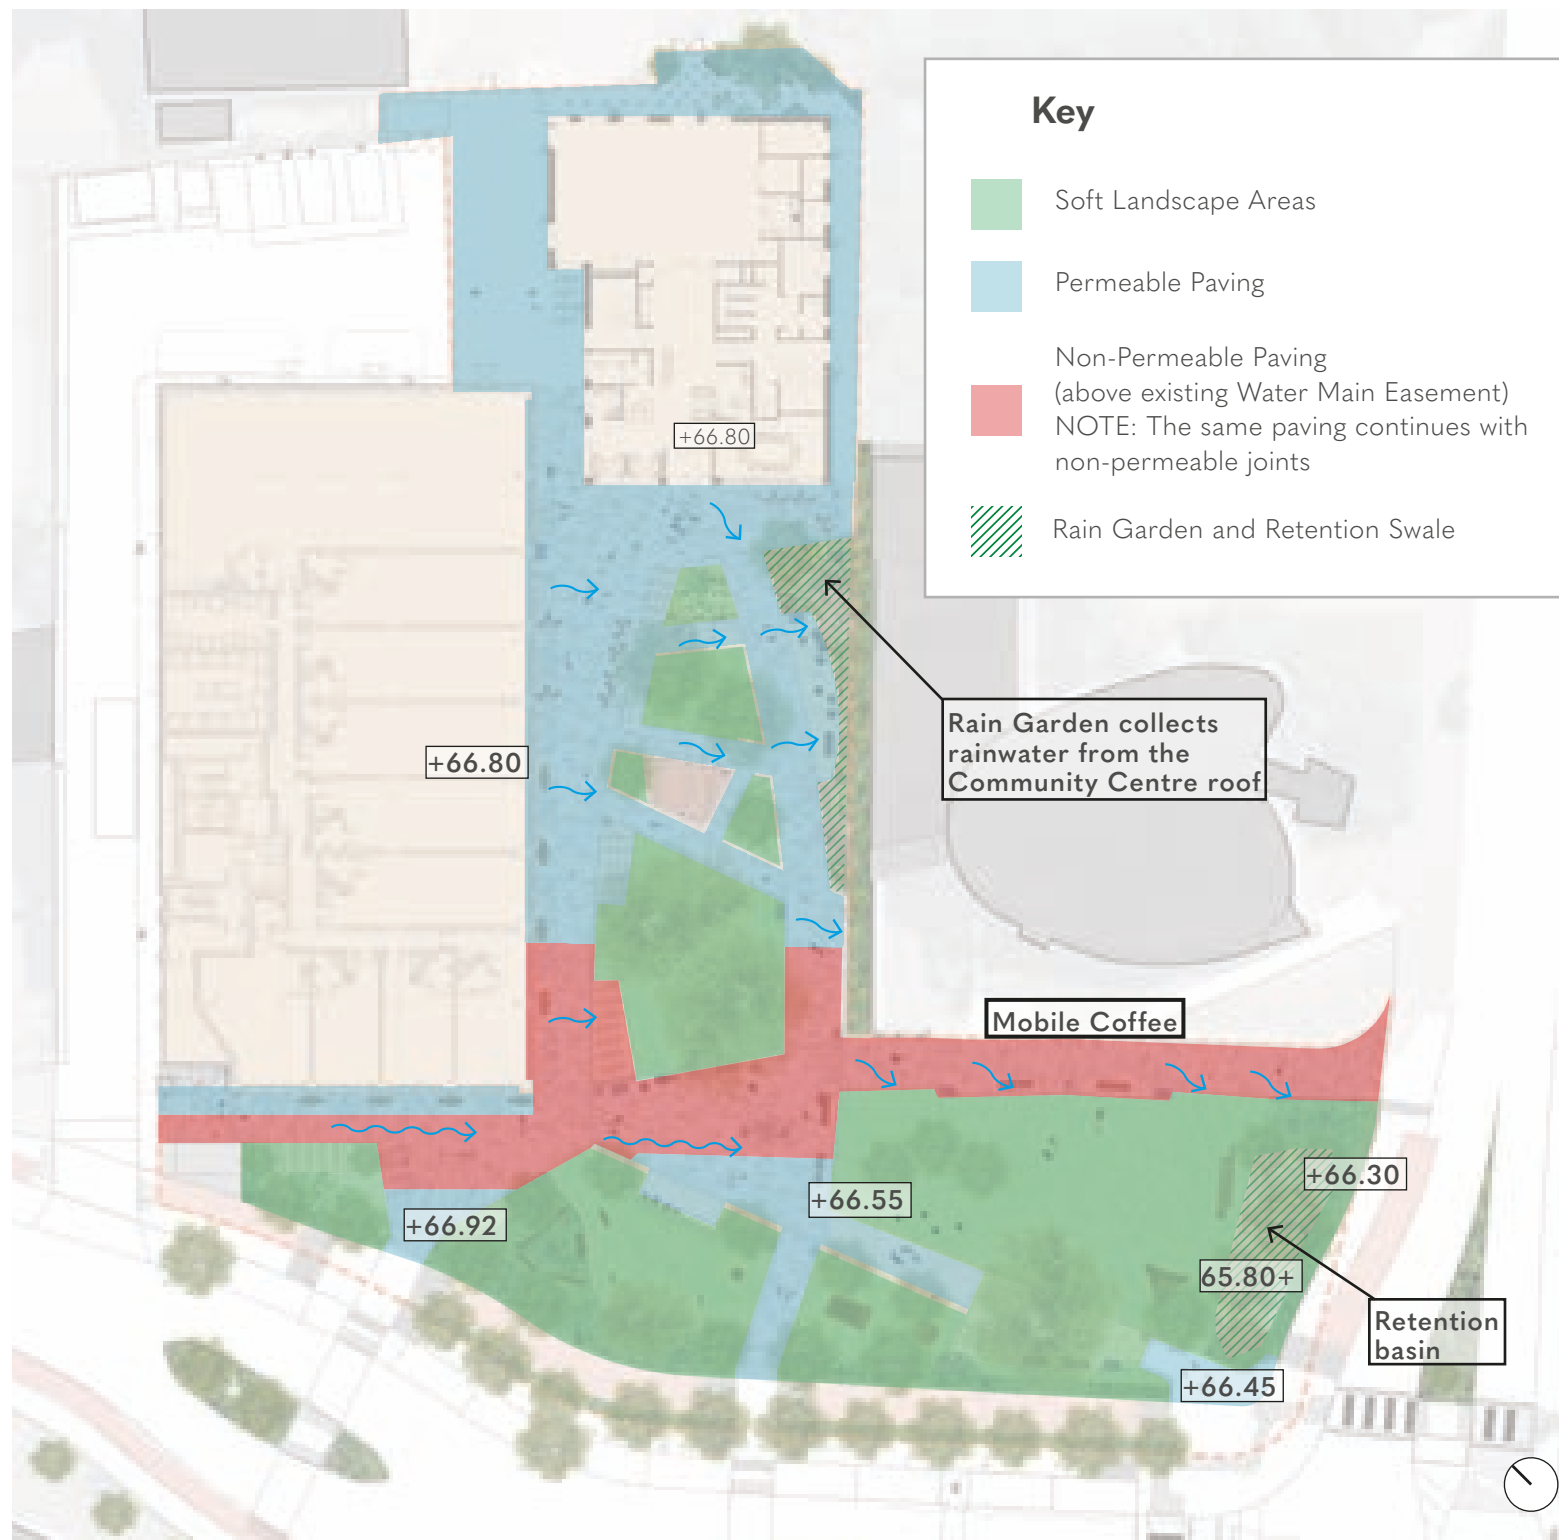 Key
Soft Landscape Areas
Permeable Paving
Non-Permeable Paving
(above existing Water Main Easement)
NOTE: The same paving continues with
non-permeable joints
Rain Garden and Retention Swale
+66.80
Rain Garden collects
rainwater from the
Community Centre roof
+66.80
Mobile Coffee
+66.30
+66.55
+66.92
65.80+
Retention
basin
+66.45